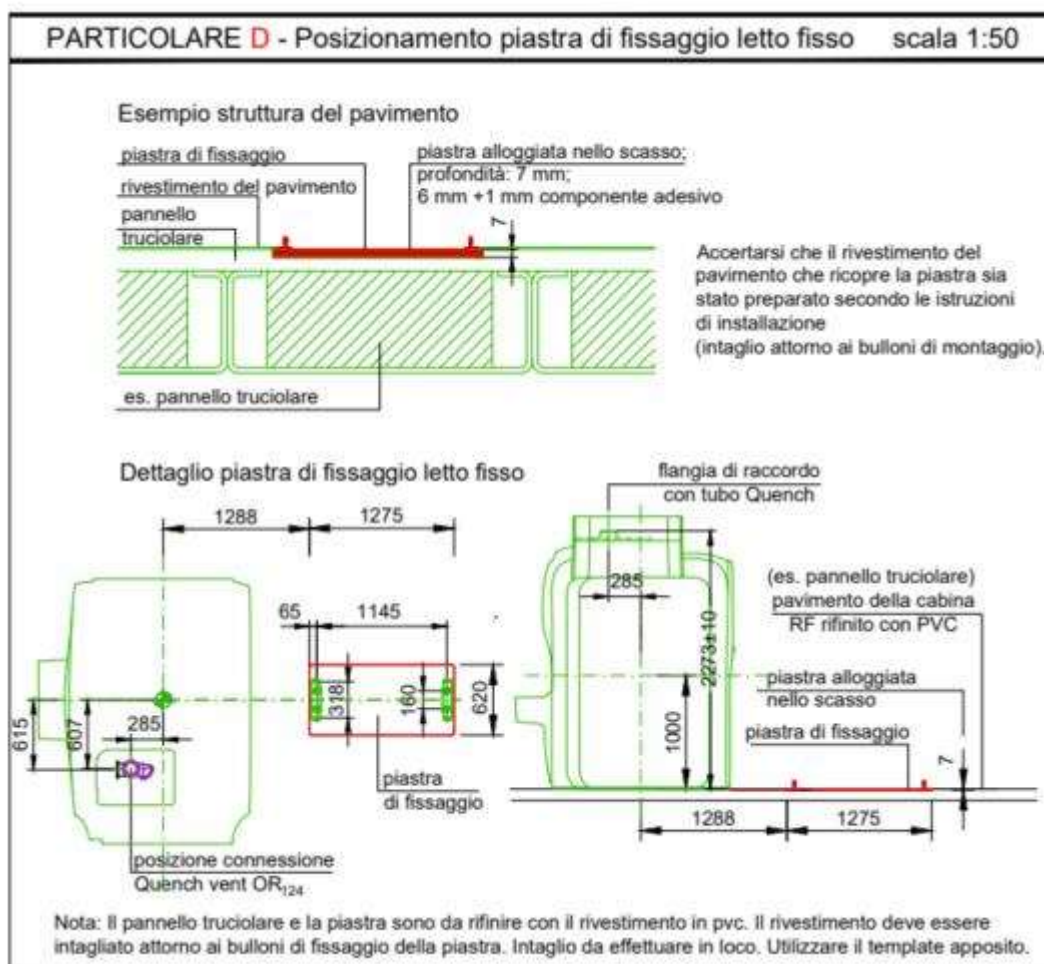 PARTICOLARE D - Posizionamento piastra di fissaggio letto fisso scala 1:50
Esempio struttura del pavimento
piastra di fissaggio
rivestimento del pavimento
pannello
truciolare
piastra alloggiata nello scasso;
profondità: 7 mm;
6 mm +1 mm componente adesivo
7
Accertarsi che il rivestimento del
pavimento che ricopre la piastra sia
stato preparato secondo le istruzioni
di installazione
(intaglio attorno ai bulloni di montaggio).
es. pannello truciolare
Dettaglio piastra di fissaggio letto fisso
1288
1275
65
1145
318
160
620
615
607
285
piastra
di fissaggio
posizione connessione
Quench vent OR124
flangia di raccordo
con tubo Quench
285
2273±10
1000
(es. pannello truciolare)
pavimento della cabina
RF rifinito con PVC
piastra alloggiata
nello scasso
piastra di fissaggio
7
1288
1275
Nota: Il pannello truciolare e la piastra sono da rifinire con il rivestimento in pvc. Il rivestimento deve essere
intagliato attorno ai bulloni di fissaggio della piastra. Intaglio da effettuare in loco. Utilizzare il template apposito.